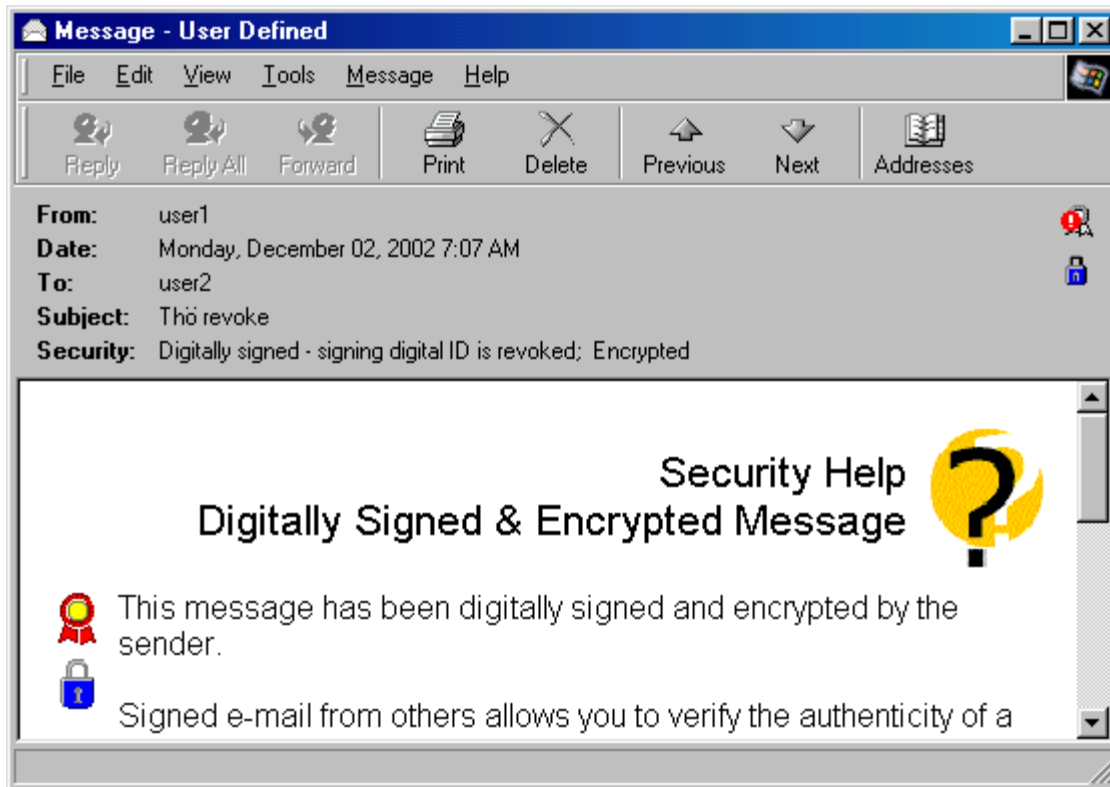 Message - User Defined
File Edit View Tools Message Help
Reply Reply All Forward Print Delete Previous Next Addresses
From: user1
Date: Monday, December 02, 2002 7:07 AM
To: user2
Subject: Thö revoke
Security: Digitally signed - signing digital ID is revoked; Encrypted
Security Help
Digitally Signed & Encrypted Message
This message has been digitally signed and encrypted by the
sender.
Signed e-mail from others allows you to verify the authenticity of a